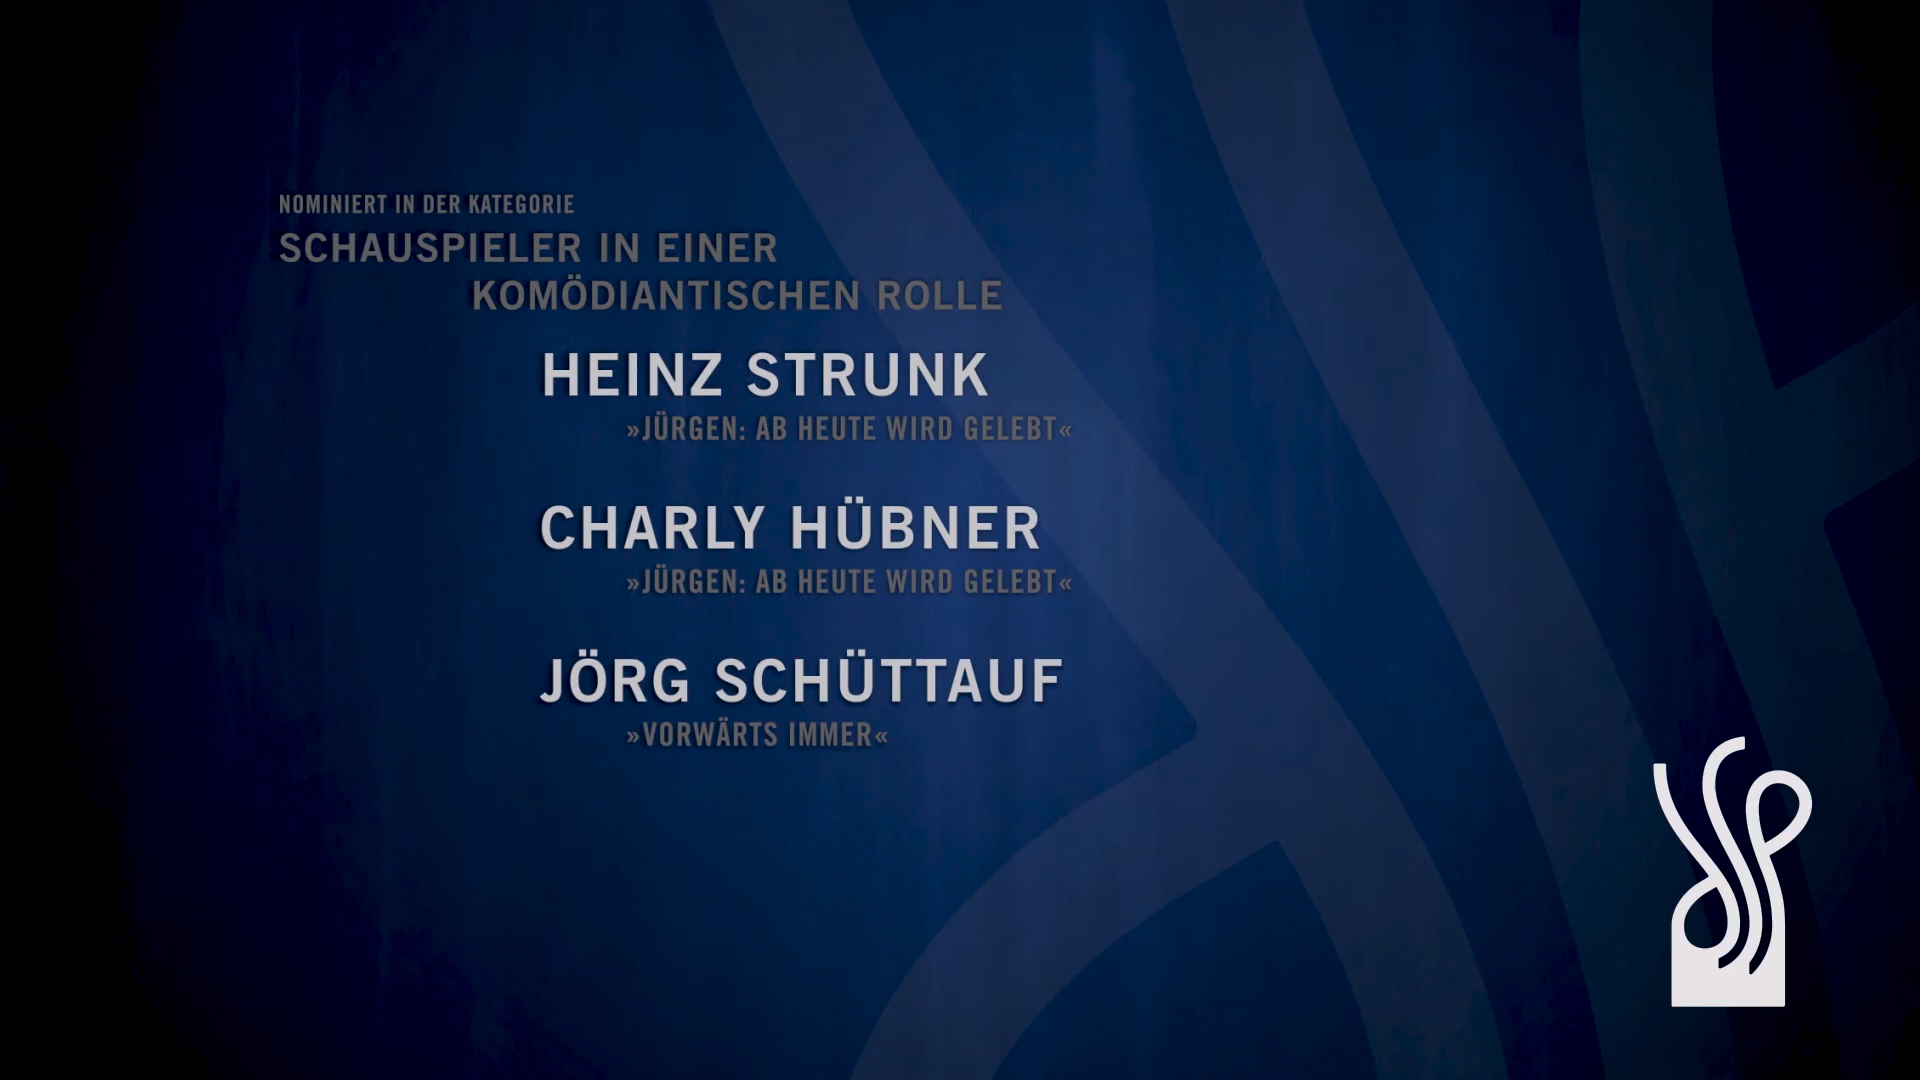 NOMINIERT IN DER KATEGORIE
SCHAUSPIELER IN EINER
KOMÖDIANTISCHEN ROLLE
HEINZ STRUNK
»JÜRGEN: AB HEUTE WIRD GELEBT«
CHARLY HÜBNER
»JÜRGEN: AB HEUTE WIRD GELEBT«
JÖRG SCHÜTTAUF
»VORWÄRTS IMMER«